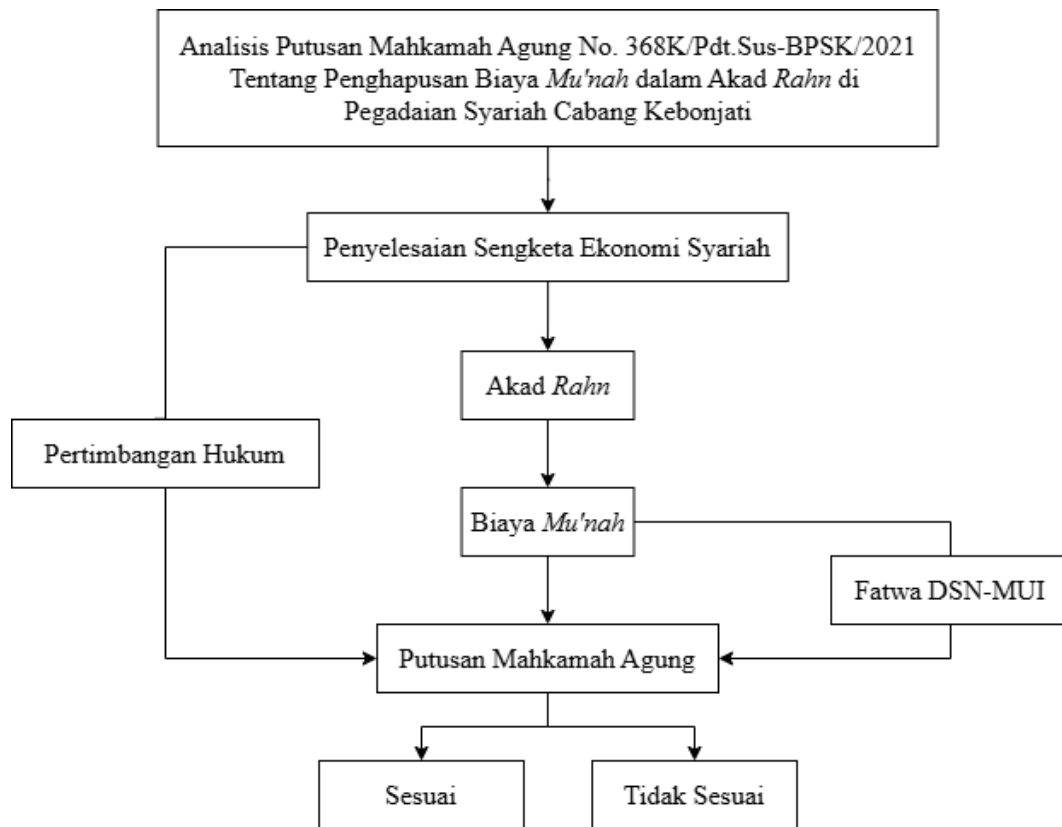 Analisis Putusan Mahkamah Agung No. 368K/Pdt.Sus-BPSK/2021
Tentang Penghapusan Biaya Mu'nah dalam Akad Rahn di
Pegadaian Syariah Cabang Kebonjati
Penyelesaian Sengketa Ekonomi Syariah
Akad Rahn
Pertimbangan Hukum
Biaya Mu'nah
Fatwa DSN-MUI
Putusan Mahkamah Agung
Sesuai
Tidak Sesuai